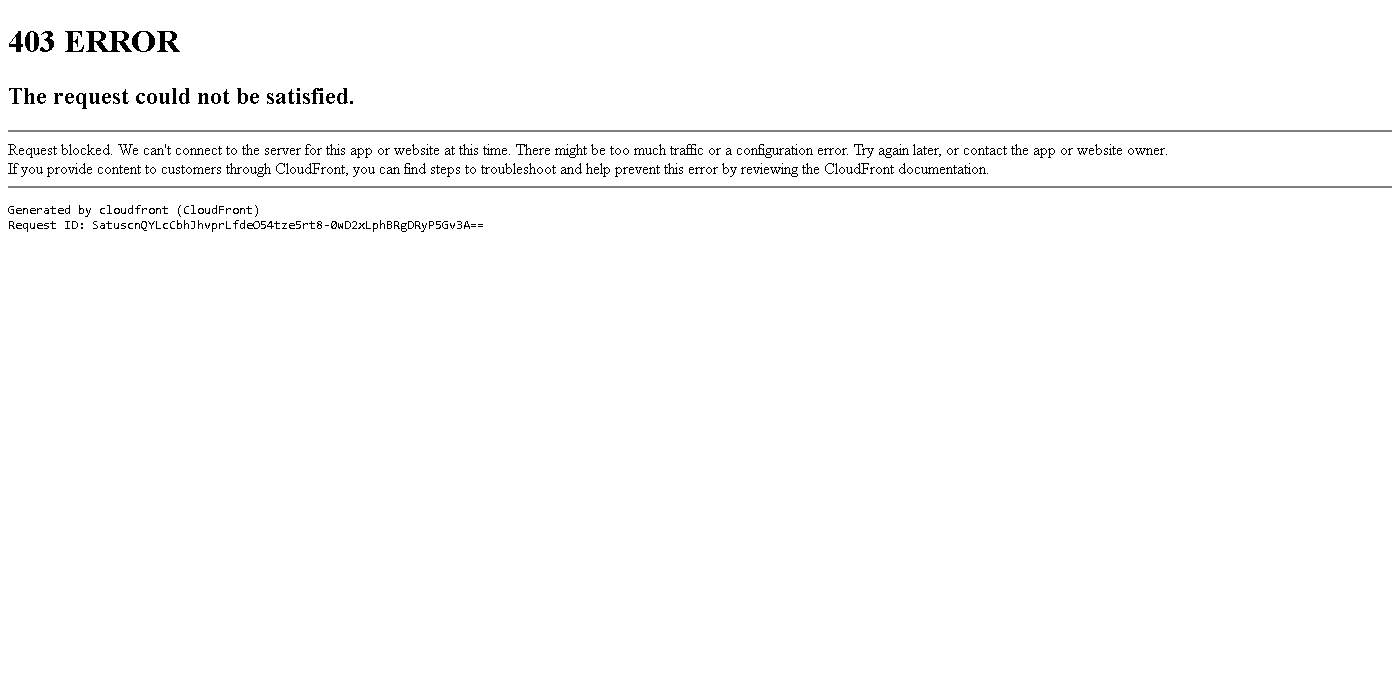 403 ERROR
The request could not be satisfied.
Request blocked. We can't connect to the server for this app or website at this time. There might be too much traffic or a configuration error. Try again later, or contact the app or website owner.
If you provide content to customers through CloudFront, you can find steps to troubleshoot and help prevent this error by reviewing the CloudFront documentation.
Generated by cloudfront (CloudFront)
Request ID: SatuscnQYLcCbhJhvprLfdeO54tze5rt8-0wD2xLphBRgDRyP5Gv3A==